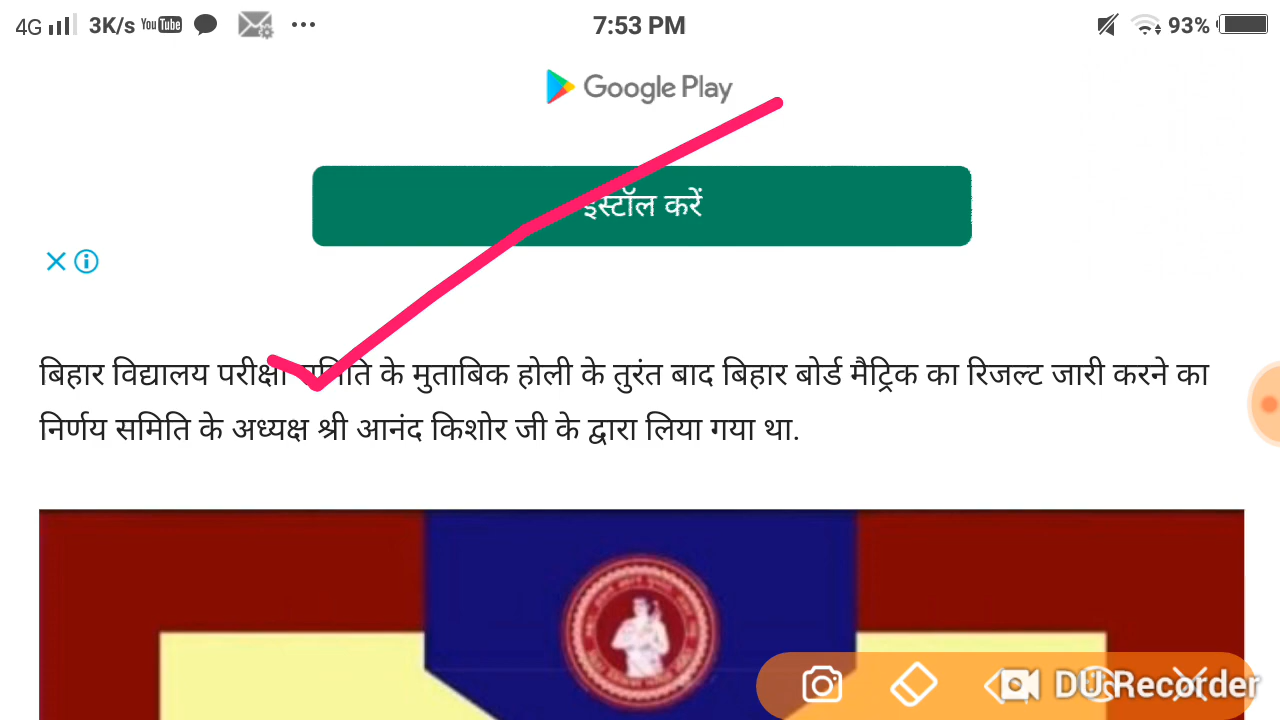 4G 3K/s YouTube 7:53 PM 93%
Google Play
इंस्टॉल करें
बिहार विद्यालय परीक्षा समिति के मुताबिक होली के तुरंत बाद बिहार बोर्ड मैट्रिक का रिजल्ट जारी करने का
निर्णय समिति के अध्यक्ष श्री आनंद किशोर जी के द्वारा लिया गया था.
DU Recorder